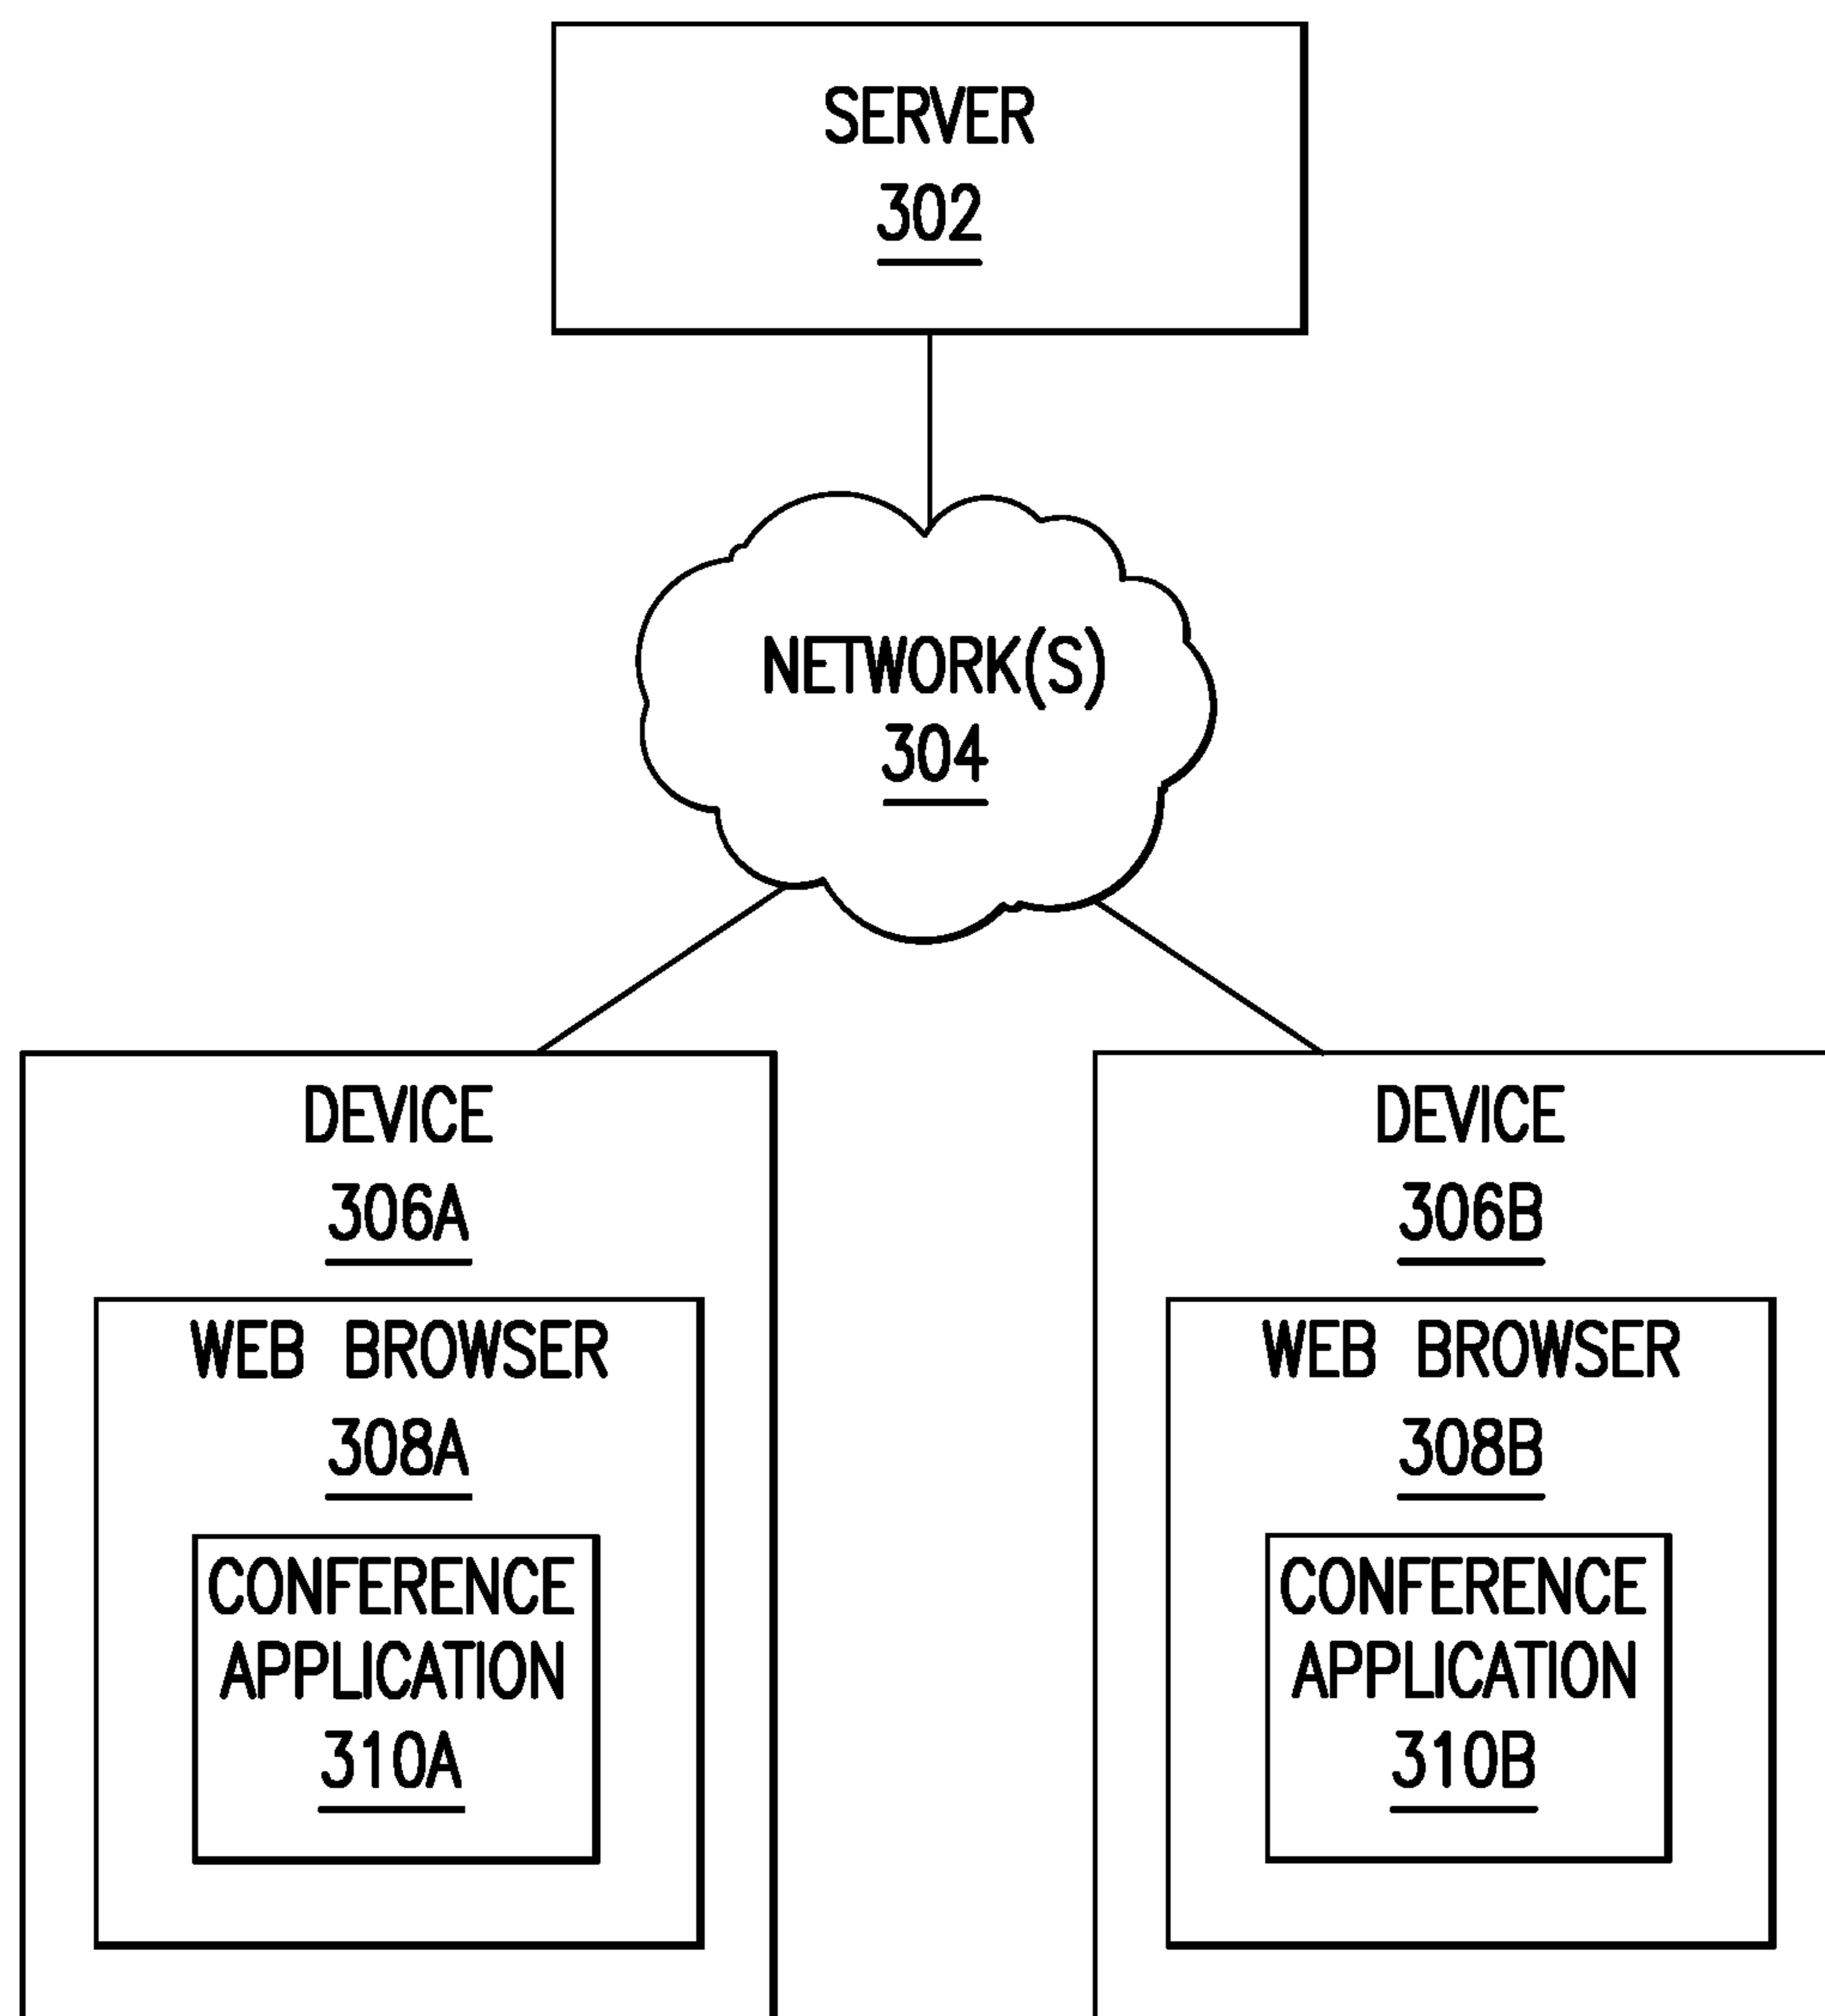 SERVER
302
NETWORK(S)
304
DEVICE
306A
WEB BROWSER
308A
CONFERENCE
APPLICATION
310A
DEVICE
306B
WEB BROWSER
308B
CONFERENCE
APPLICATION
310B